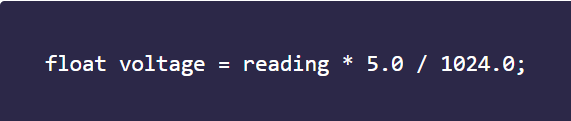 float voltage = reading * 5.0 / 1024.0;